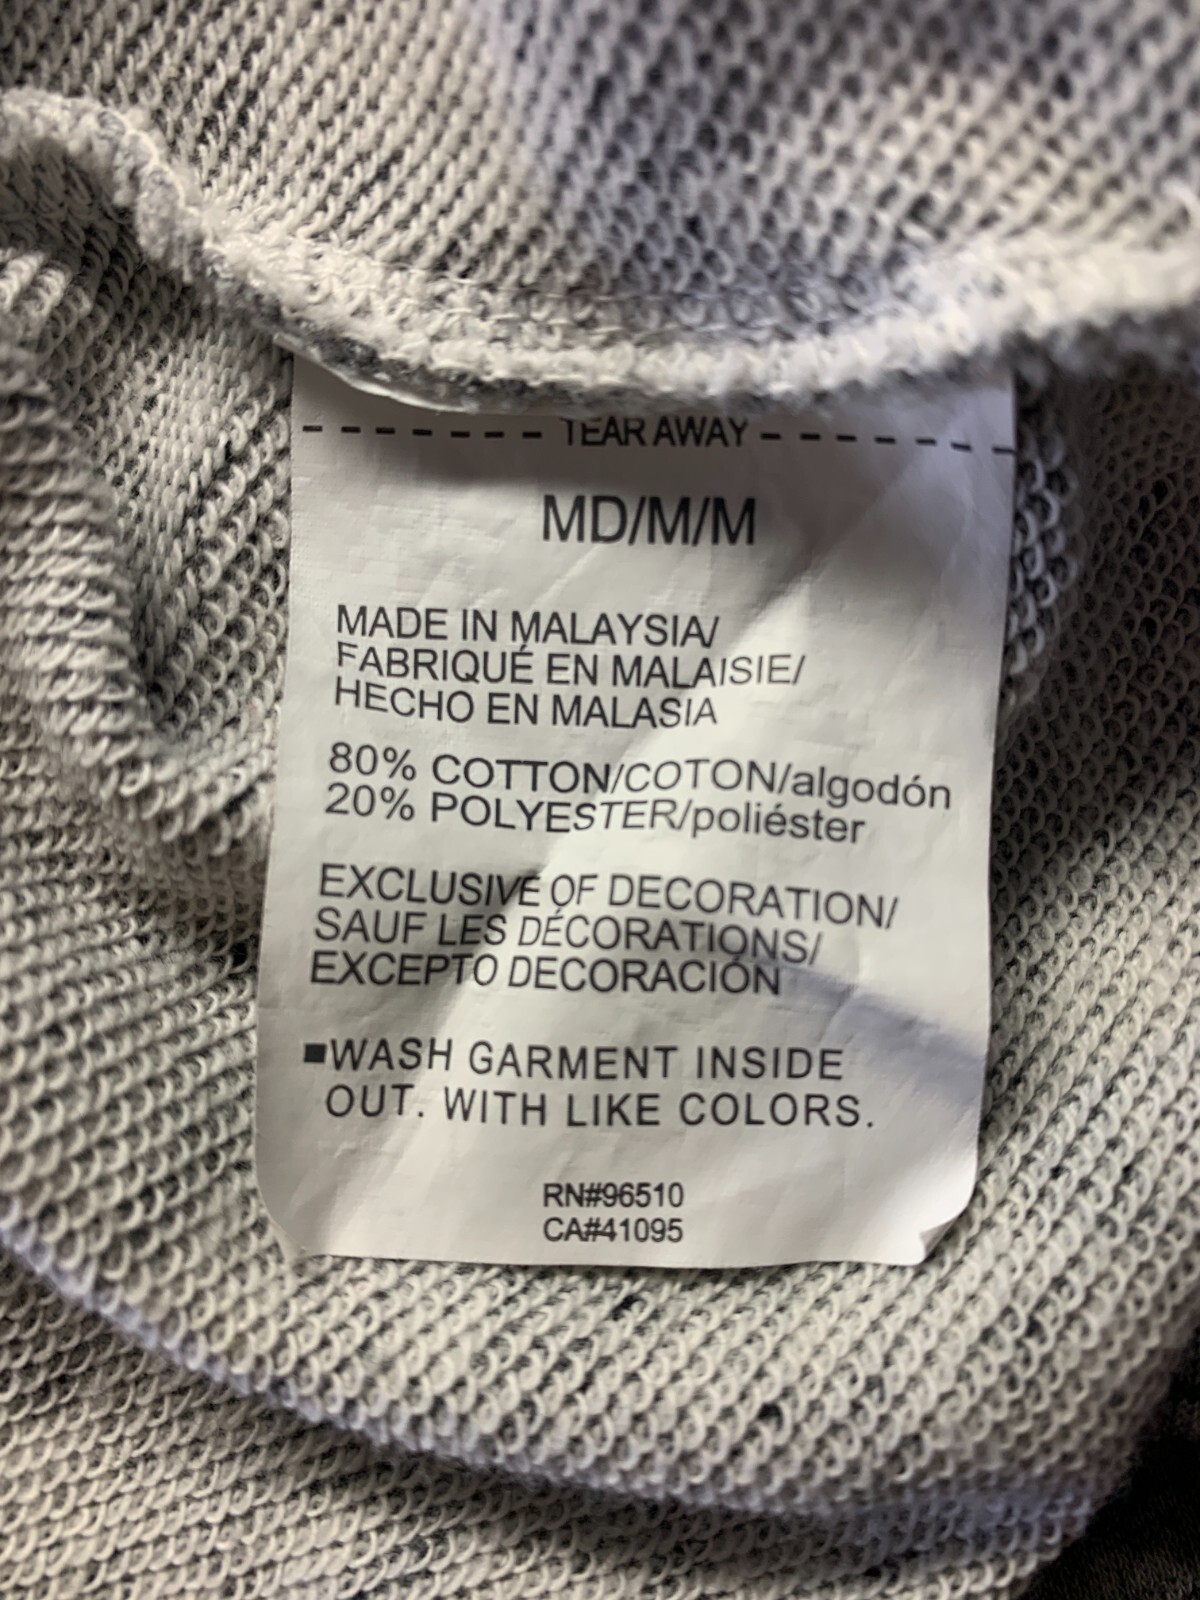 TEAR AWAY
MD/M/M
MADE IN MALAYSIA/
FABRIQUÉ EN MALAISIE/
HECHO EN MALASIA
80% COTTON/COTON/algodón
20% POLYESTER/poliéster
EXCLUSIVE OF DECORATION/
SAUF LES DÉCORATIONS/
EXCEPTO DECORACIÓN
■WASH GARMENT INSIDE
OUT. WITH LIKE COLORS.
RN#96510
CA#41095